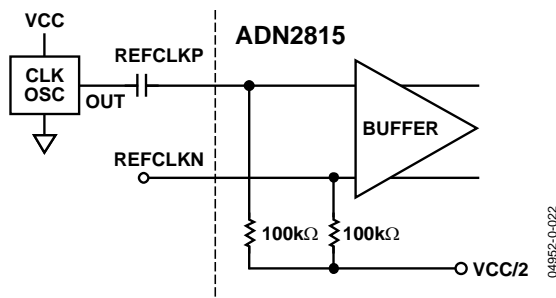 VCC
CLK
OSC
OUT
REFCLKP
REFCLKN
ADN2815
BUFFER
100kΩ
100kΩ
VCC/2
04952-0-022